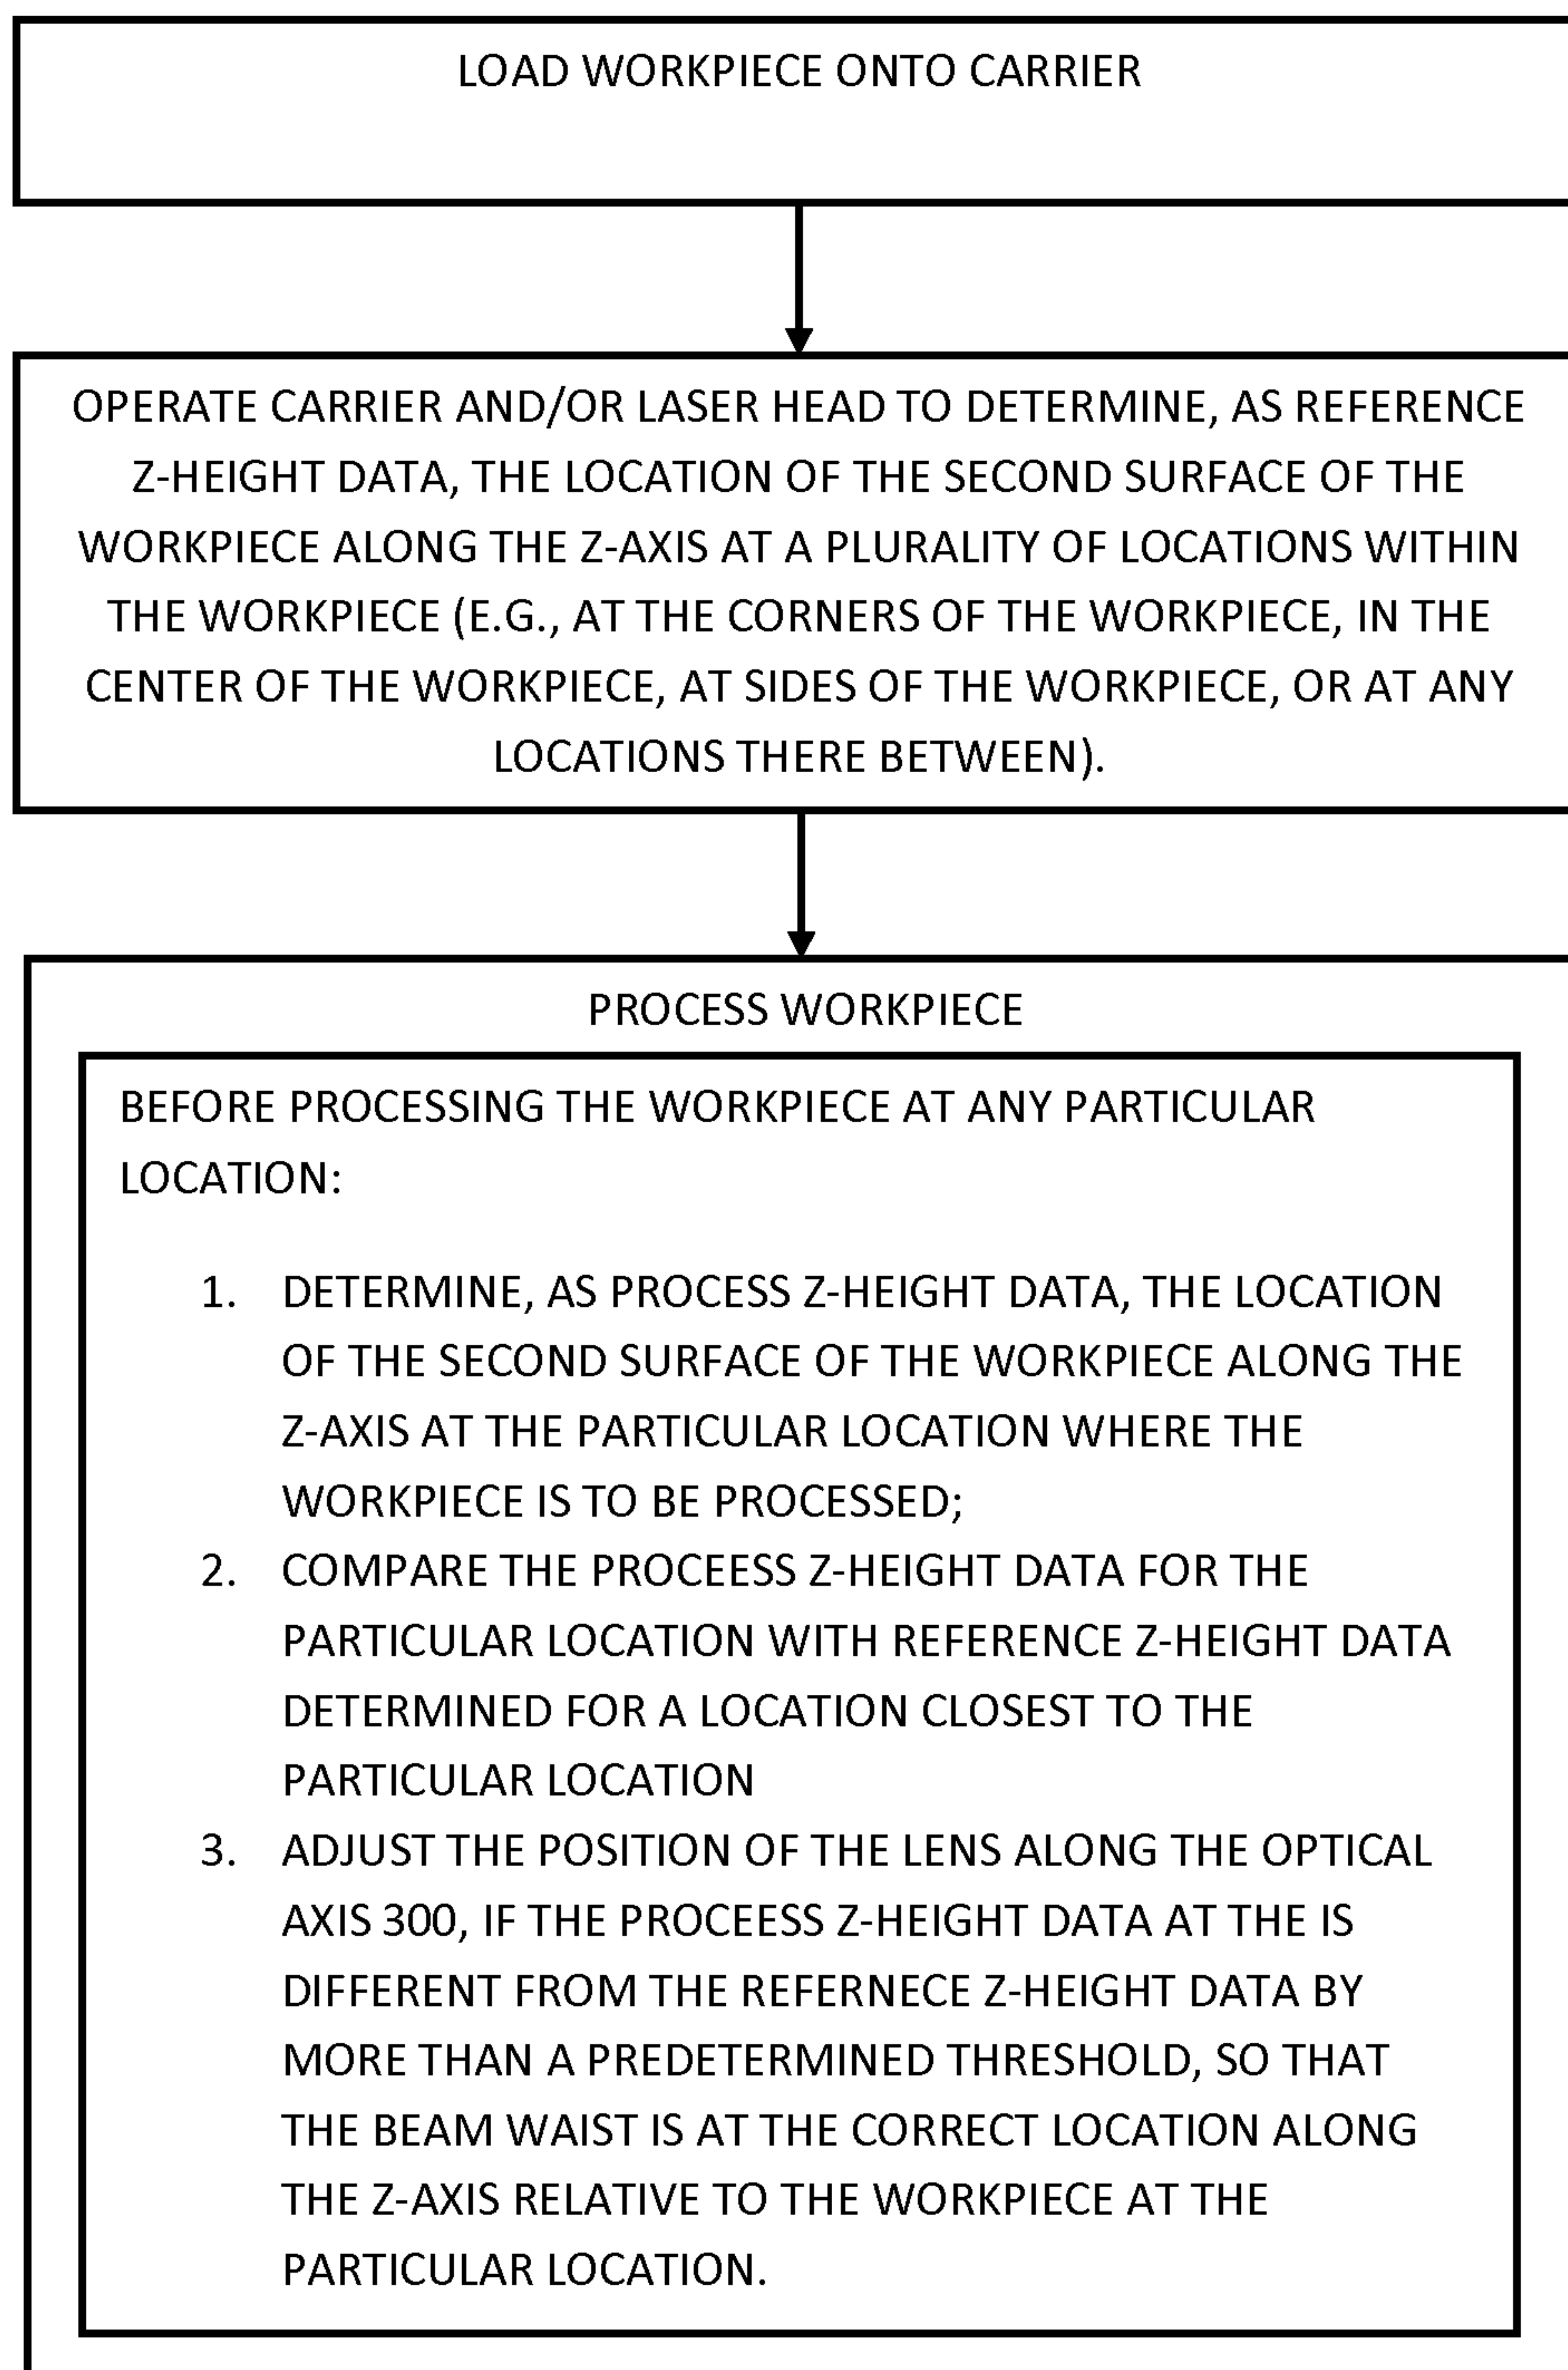 LOAD WORKPIECE ONTO CARRIER
OPERATE CARRIER AND/OR LASER HEAD TO DETERMINE, AS REFERENCE
Z-HEIGHT DATA, THE LOCATION OF THE SECOND SURFACE OF THE
WORKPIECE ALONG THE Z-AXIS AT A PLURALITY OF LOCATIONS WITHIN
THE WORKPIECE (E.G., AT THE CORNERS OF THE WORKPIECE, IN THE
CENTER OF THE WORKPIECE, AT SIDES OF THE WORKPIECE, OR AT ANY
LOCATIONS THERE BETWEEN).
PROCESS WORKPIECE
BEFORE PROCESSING THE WORKPIECE AT ANY PARTICULAR
LOCATION:
1. DETERMINE, AS PROCESS Z-HEIGHT DATA, THE LOCATION
OF THE SECOND SURFACE OF THE WORKPIECE ALONG THE
Z-AXIS AT THE PARTICULAR LOCATION WHERE THE
WORKPIECE IS TO BE PROCESSED;
2. COMPARE THE PROCEESS Z-HEIGHT DATA FOR THE
PARTICULAR LOCATION WITH REFERENCE Z-HEIGHT DATA
DETERMINED FOR A LOCATION CLOSEST TO THE
PARTICULAR LOCATION
3. ADJUST THE POSITION OF THE LENS ALONG THE OPTICAL
AXIS 300, IF THE PROCEESS Z-HEIGHT DATA AT THE IS
DIFFERENT FROM THE REFERNECE Z-HEIGHT DATA BY
MORE THAN A PREDETERMINED THRESHOLD, SO THAT
THE BEAM WAIST IS AT THE CORRECT LOCATION ALONG
THE Z-AXIS RELATIVE TO THE WORKPIECE AT THE
PARTICULAR LOCATION.